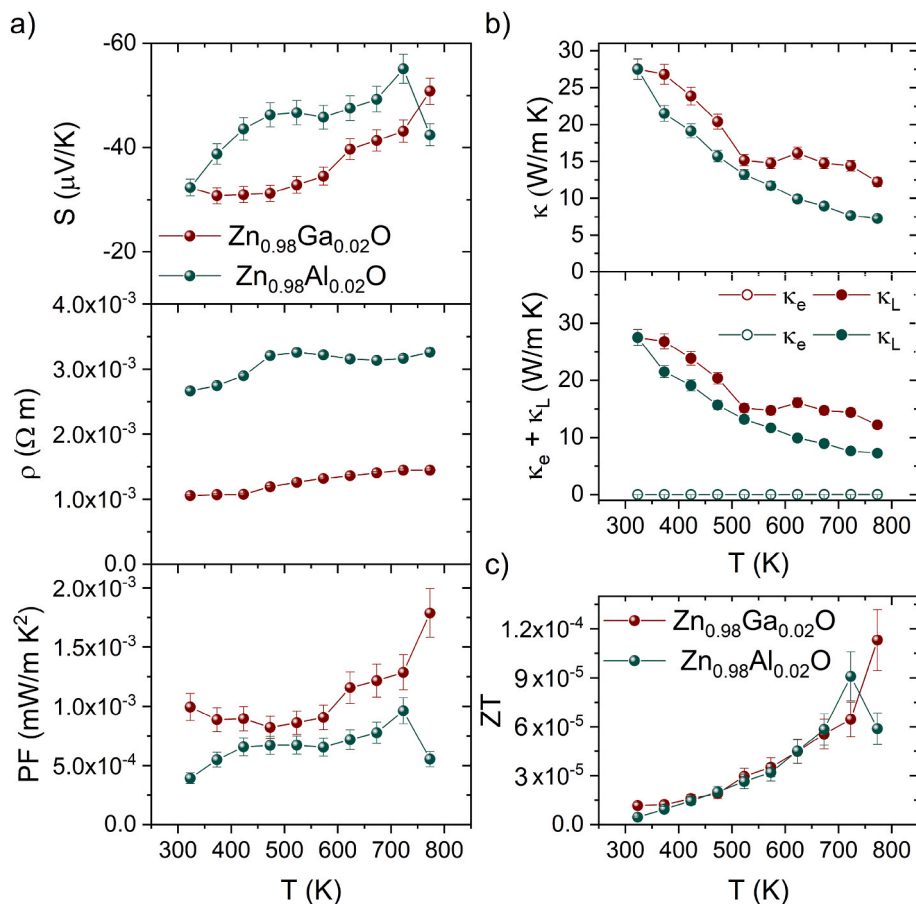 a)
-60
-40
-20
S (μV/K)
Zn0.98Ga0.02O
Zn0.98Al0.02O
4.0x10-3
3.0x10-3
2.0x10-3
1.0x10-3
0.0
ρ (Ω m)
2.0x10-3
1.5x10-3
1.0x10-3
5.0x10-4
0.0
PF (mW/m K2)
300 400 500 600 700 800
T (K)
b)
30
25
20
15
10
5
0
κ (W/m K)
κe κL
κe κL
30
20
10
0
κe + κL (W/m K)
300 400 500 600 700 800
T (K)
c)
Zn0.98Ga0.02O
Zn0.98Al0.02O
1.2x10-4
9x10-5
6x10-5
3x10-5
0.0
ZT
300 400 500 600 700 800
T (K)